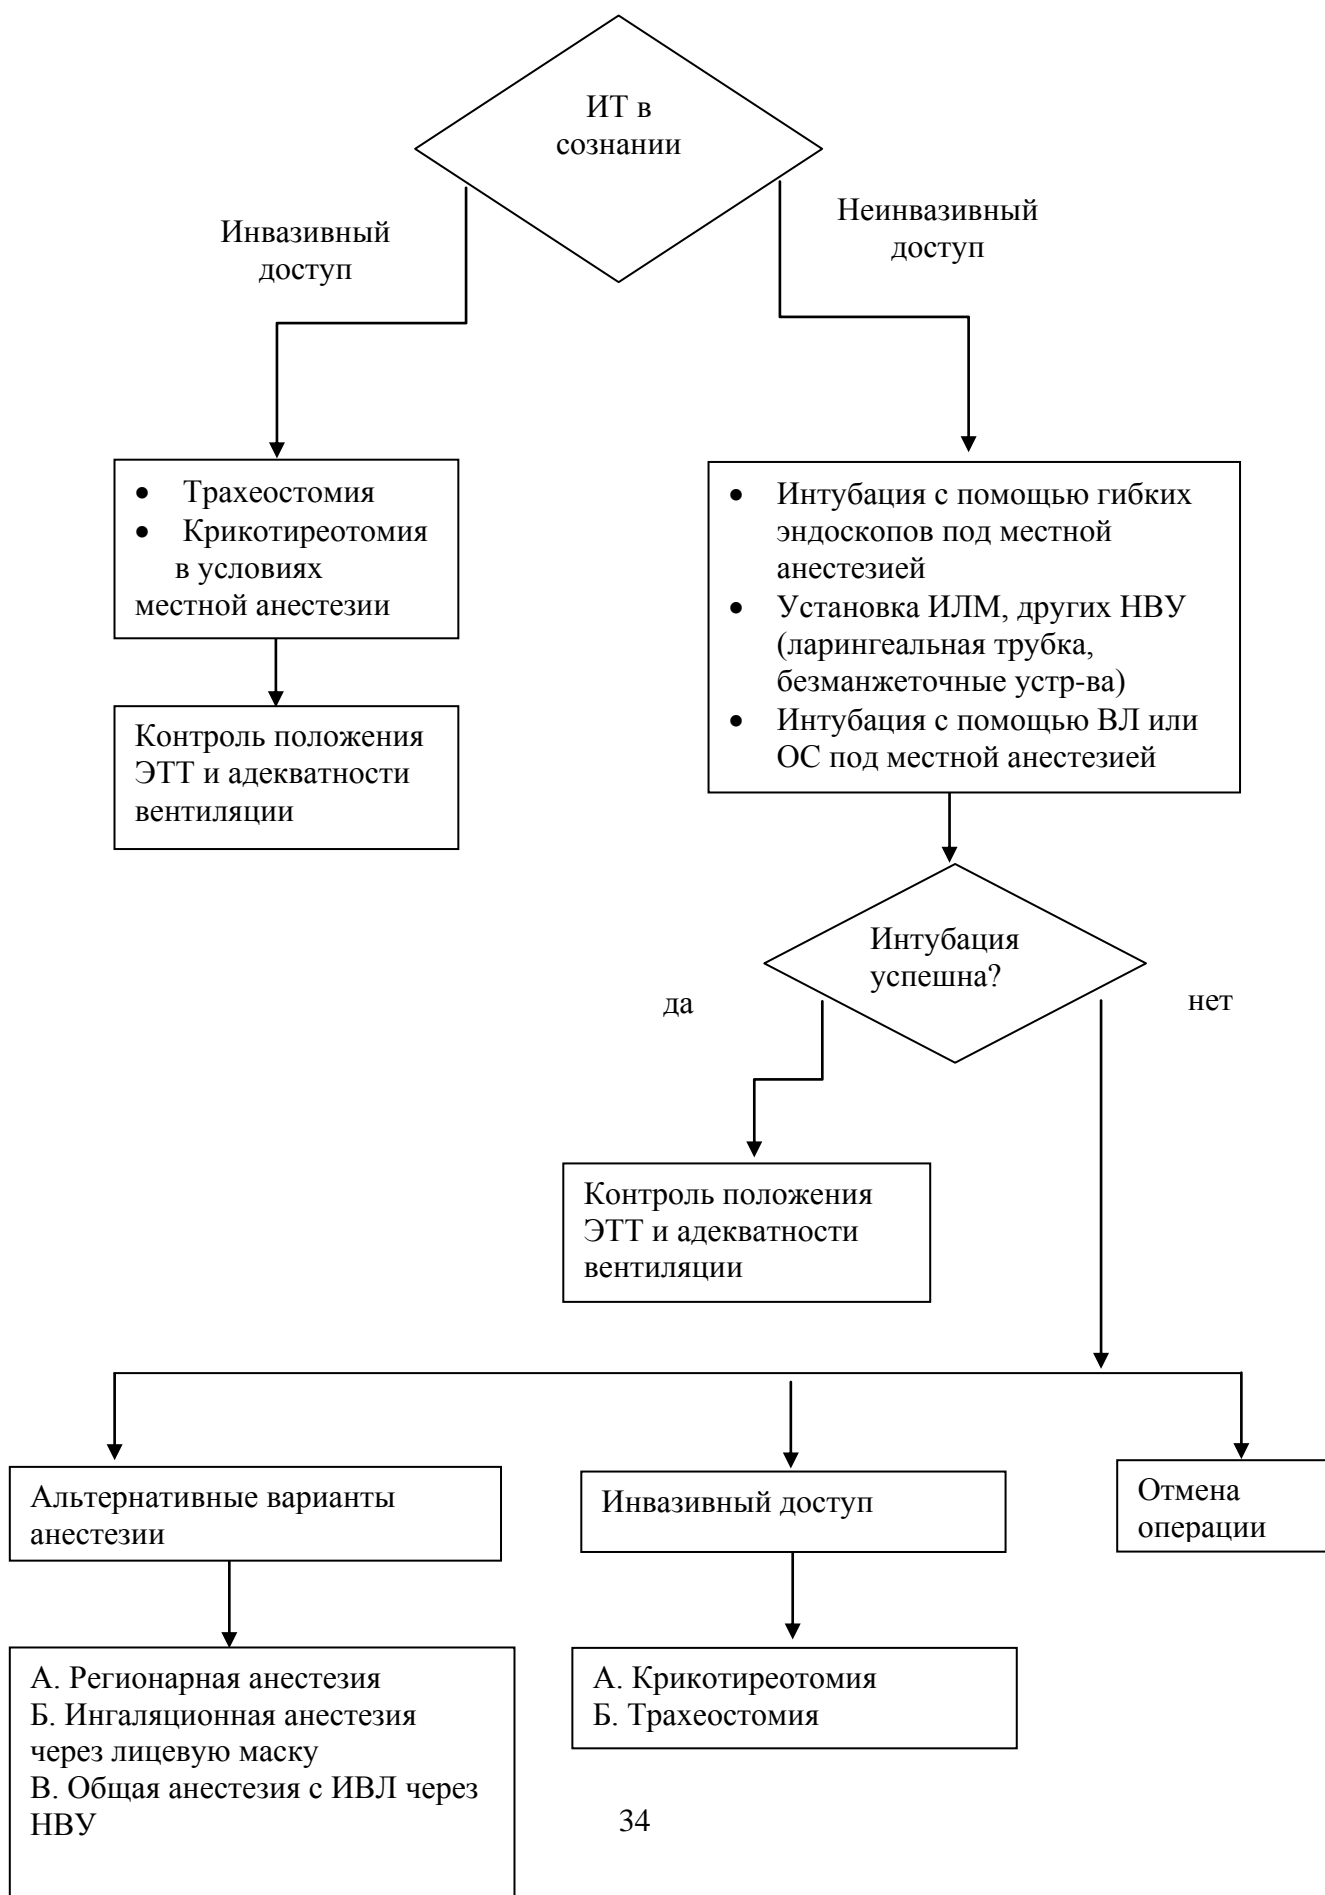 ИТ в
сознании
Инвазивный
доступ
Неинвазивный
доступ
• Трахеостомия
• Крикотиреотомия
в условиях
местной анестезии
• Интубация с помощью гибких
эндоскопов под местной
анестезией
• Установка ИЛМ, других НВУ
(ларингеальная трубка,
безманжеточные устр-ва)
• Интубация с помощью ВЛ или
ОС под местной анестезией
Контроль положения
ЭТТ и адекватности
вентиляции
Интубация
успешна?
да
нет
Контроль положения
ЭТТ и адекватности
вентиляции
Альтернативные варианты
анестезии
Инвазивный доступ
Отмена
операции
А. Регионарная анестезия
Б. Ингаляционная анестезия
через лицевую маску
В. Общая анестезия с ИВЛ через
НВУ
А. Крикотиреотомия
Б. Трахеостомия
34